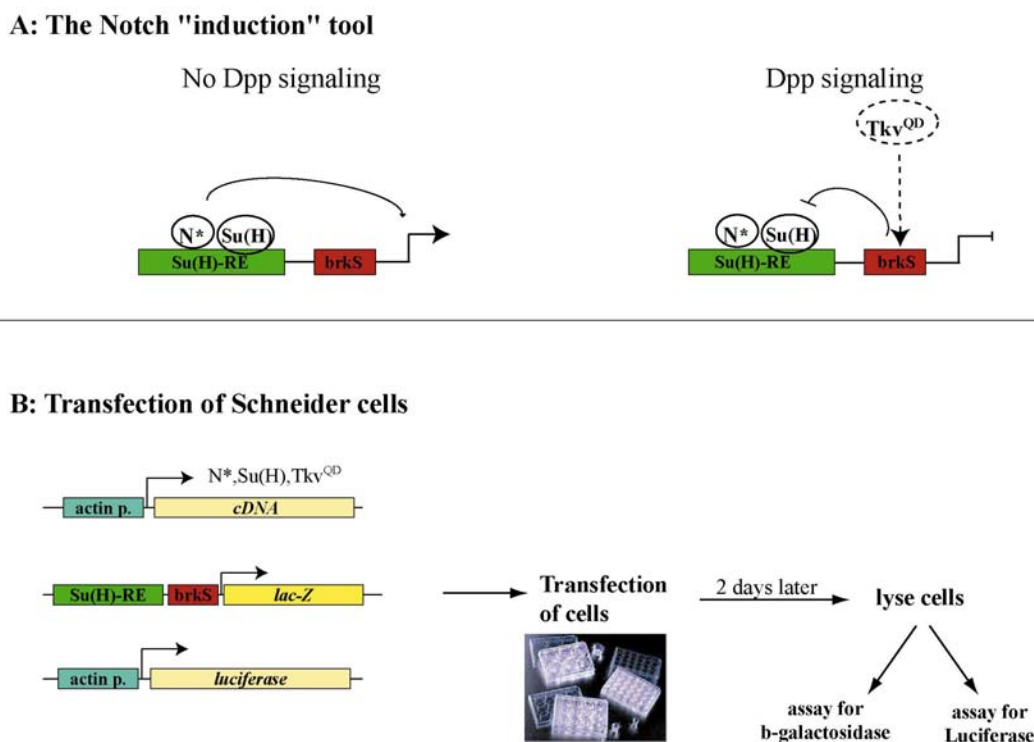 A: The Notch "induction" tool
No Dpp signaling
Dpp signaling
Tkv^QD
N*
Su(H)
Su(H)-RE
brkS
N*
Su(H)
Su(H)-RE
brkS
B: Transfection of Schneider cells
N*,Su(H),Tkv^QD
actin p.
cDNA
Su(H)-RE
brkS
lac-Z
actin p.
luciferase
Transfection
of cells
2 days later
lyse cells
assay for
b-galactosidase
assay for
Luciferase